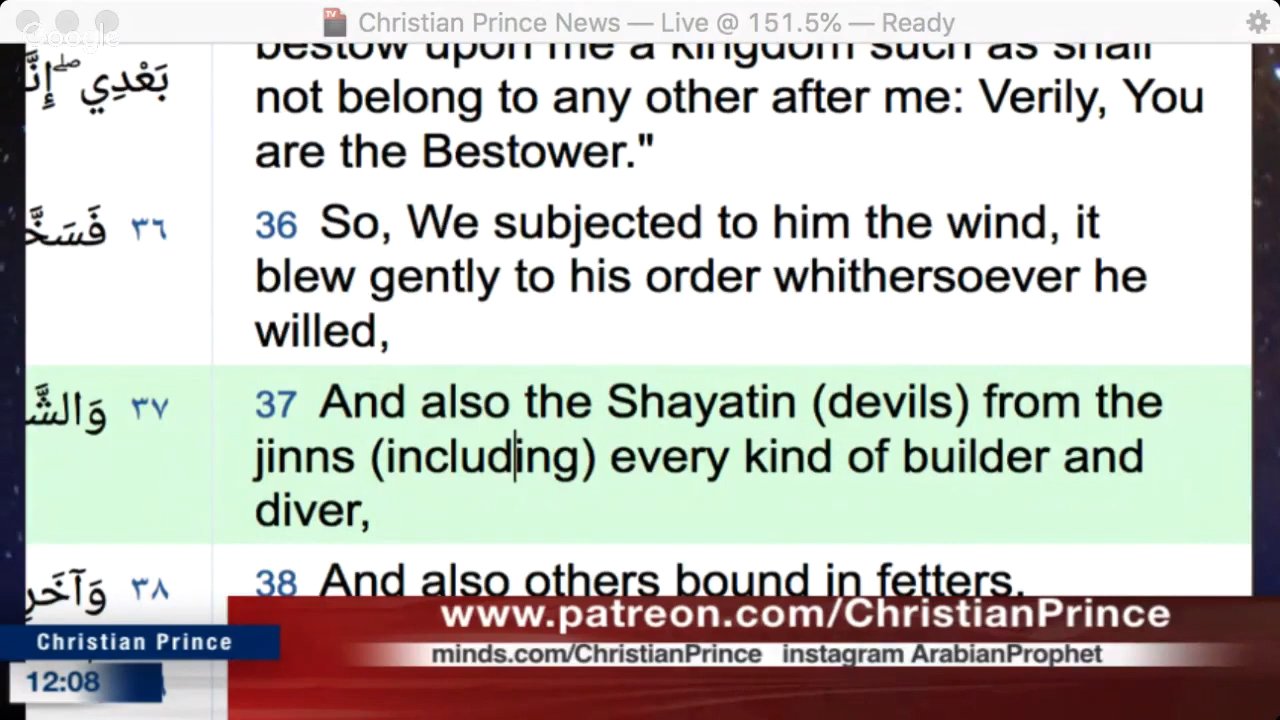 Christian Prince News — Live @ 151.5% — Ready
Google
bestow upon me a kingdom such as shall
بَعْدِي ۖ إِنَّ
not belong to any other after me: Verily, You
are the Bestower."
٣٦ فَسَخَّ
36 So, We subjected to him the wind, it
blew gently to his order whithersoever he
willed,
٣٧ وَالشَّ
37 And also the Shayatin (devils) from the
jinns (including) every kind of builder and
diver,
٣٨ وَآخَرِ
38 And also others bound in fetters.
www.patreon.com/ChristianPrince
Christian Prince
minds.com/ChristianPrince instagram ArabianProphet
12:08